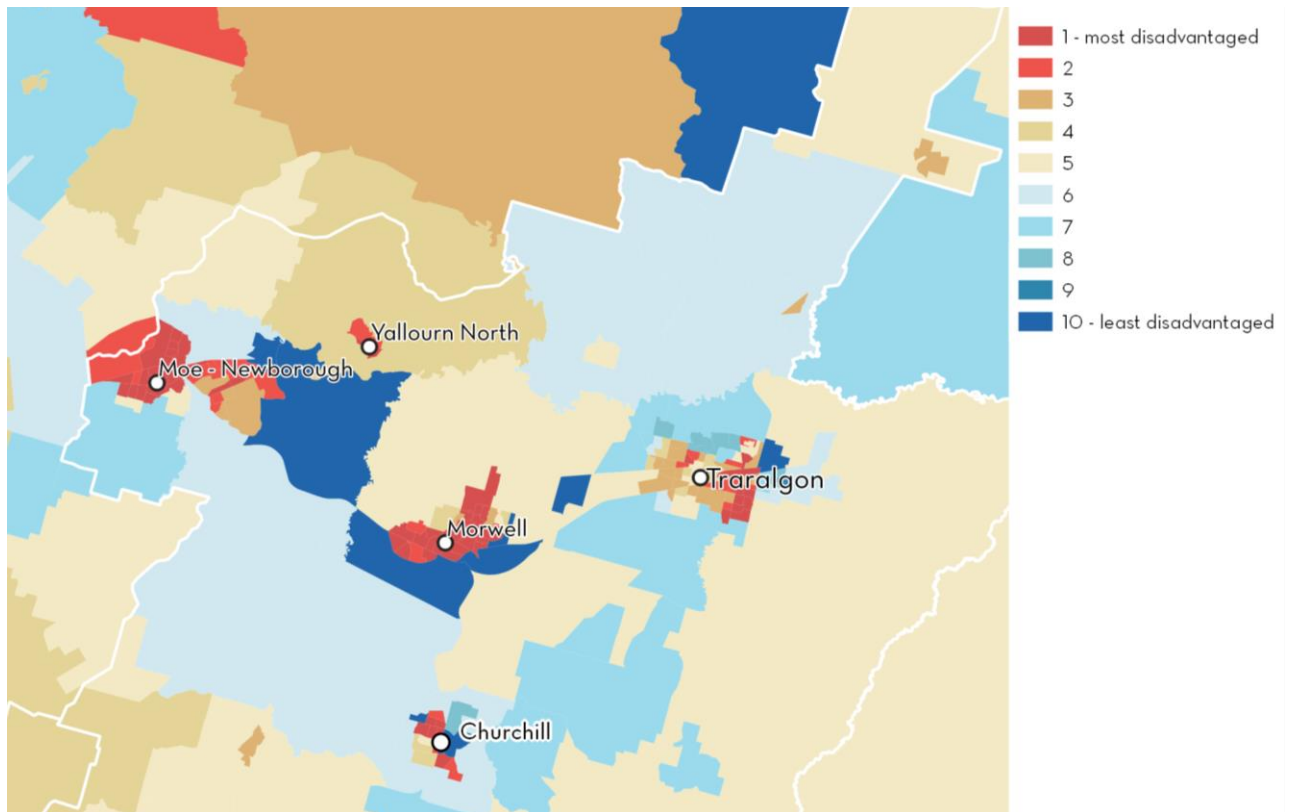 1 - most disadvantaged
2
3
4
5
6
7
8
9
10 - least disadvantaged
Yallourn North
Moe - Newborough
Traralgon
Morwell
Churchill